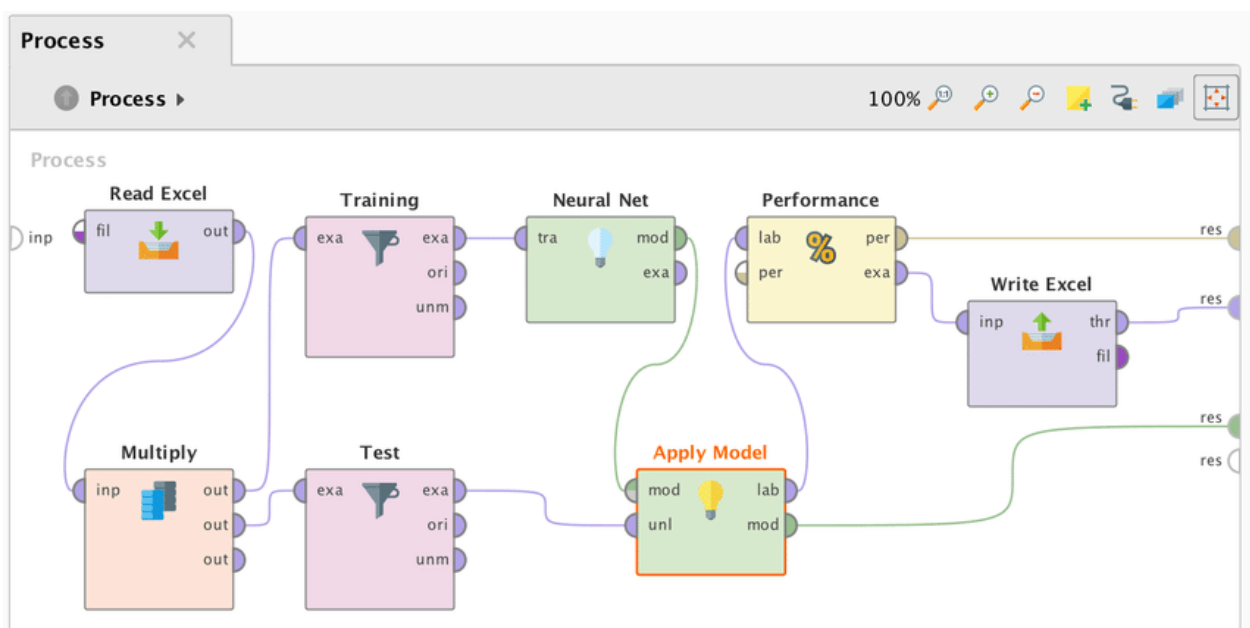 Process
Process
100%
Process
Read Excel
Training
Neural Net
Performance
inp
fil
out
exa
exa
ori
unm
tra
mod
exa
lab
per
per
exa
res
Write Excel
inp
thr
fil
res
Multiply
Test
Apply Model
inp
out
out
out
exa
exa
ori
unm
mod
unl
lab
mod
res
res